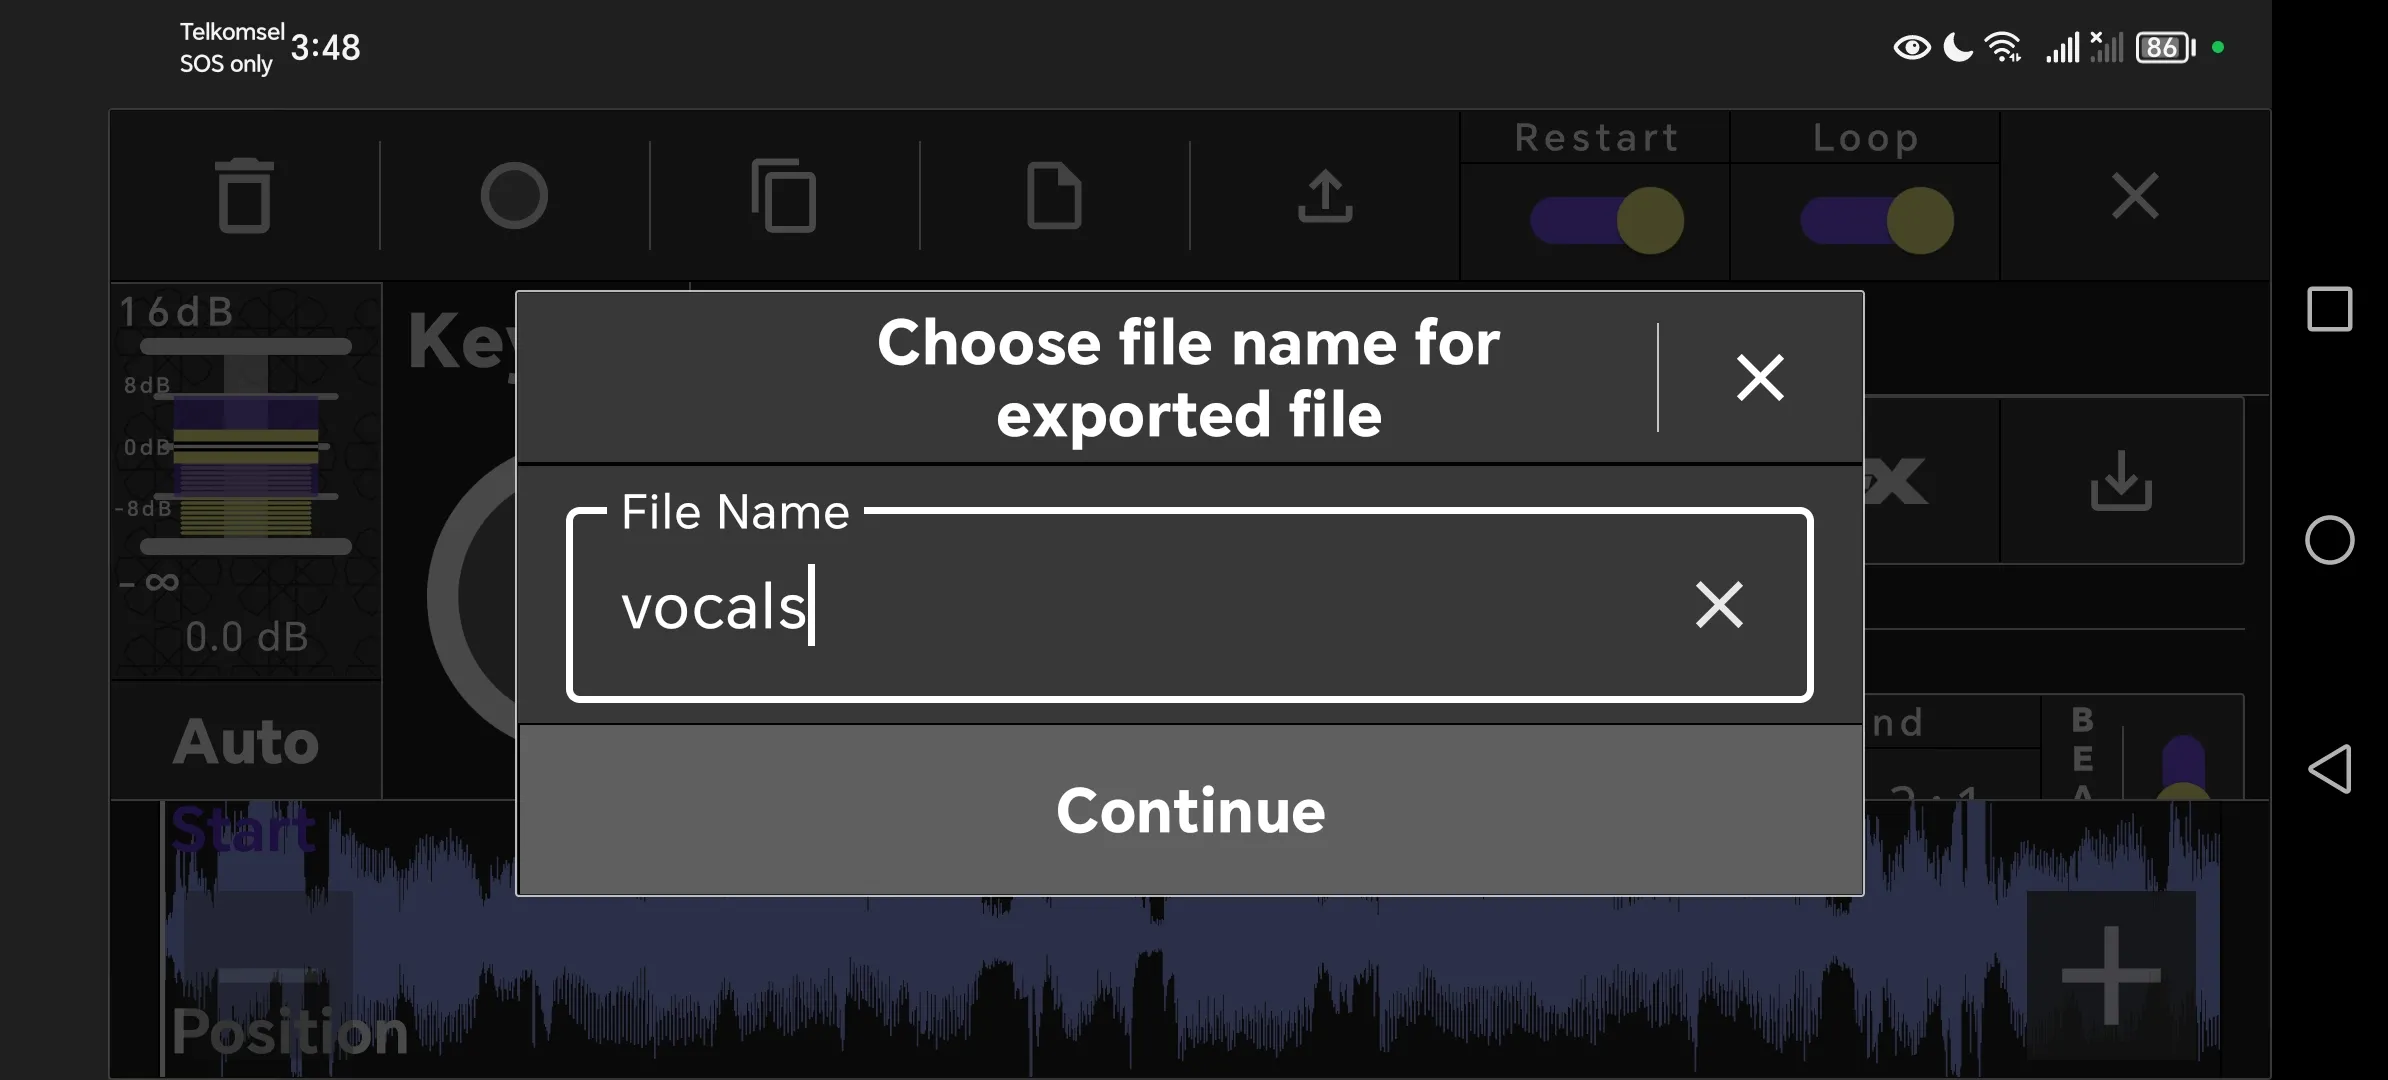 Telkomsel
SOS only
3:48
86
Restart
Loop
16dB
8dB
0dB
-8dB
-∞
0.0 dB
Auto
Choose file name for
exported file
File Name
vocals
Continue
X
nd
B
E
A
Start
Position